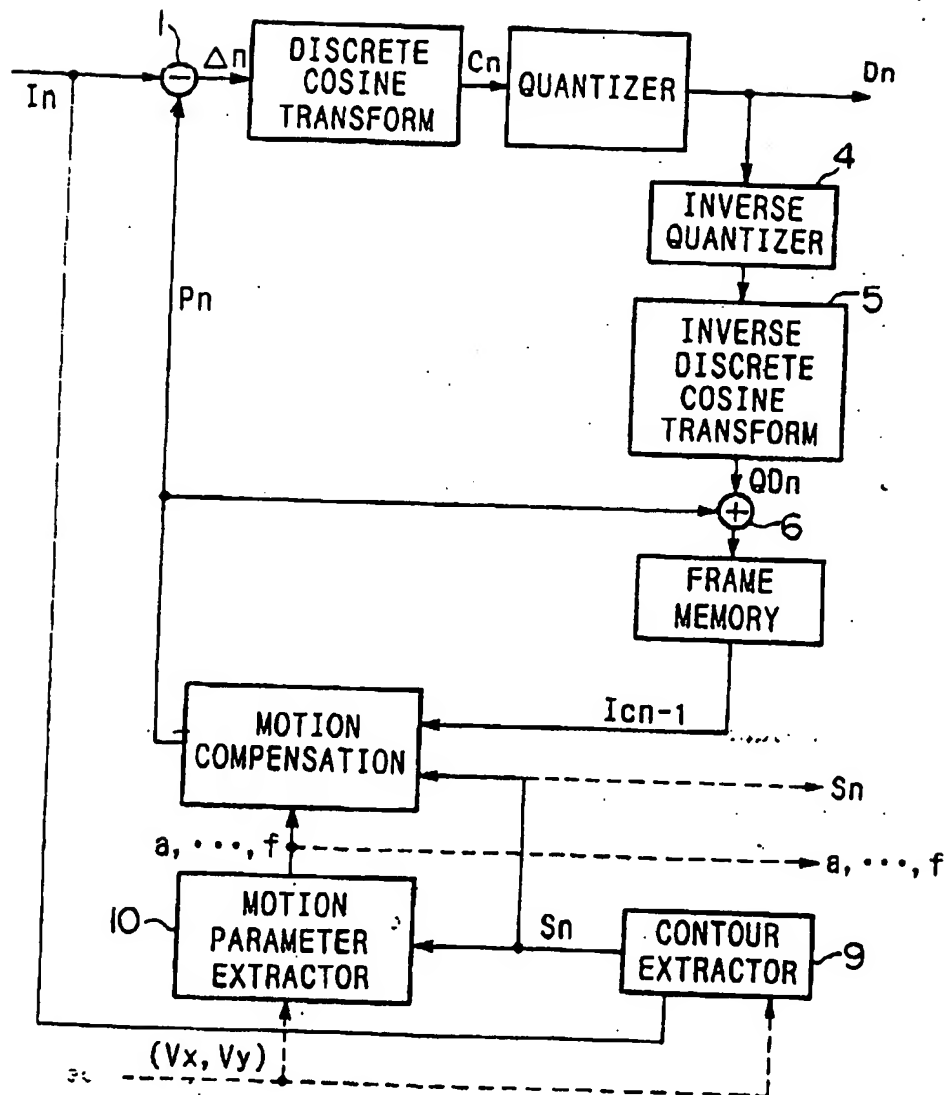 1
In
Δn
DISCRETE
COSINE
TRANSFORM
Cn
QUANTIZER
Dn
4
INVERSE
QUANTIZER
Pn
5
INVERSE
DISCRETE
COSINE
TRANSFORM
QDn
6
FRAME
MEMORY
Icn-1
MOTION
COMPENSATION
Sn
a, ···, f
a, ···, f
10
MOTION
PARAMETER
EXTRACTOR
Sn
CONTOUR
EXTRACTOR
9
(Vx, Vy)